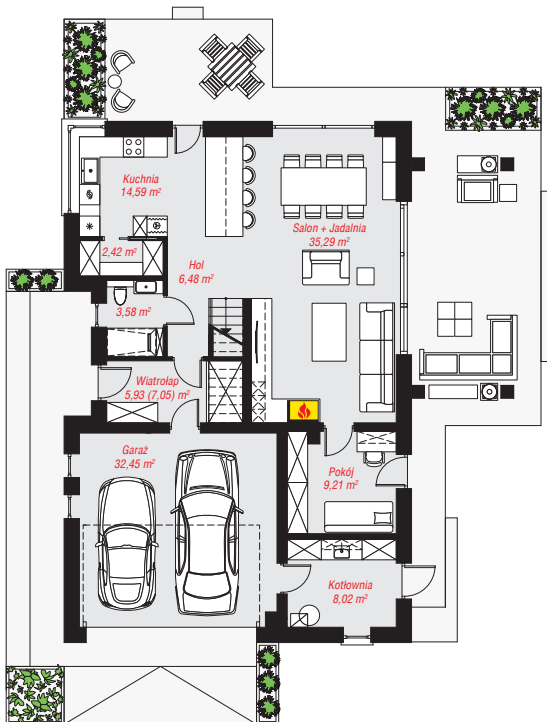 Kuchnia
14,59 m²
Salon + Jadalnia
35,29 m²
2,42 m²
Hol
6,48 m²
3,58 m²
Wiatrołap
5,93 (7,05) m²
Garaż
32,45 m²
Pokój
9,21 m²
Kotłownia
8,02 m²